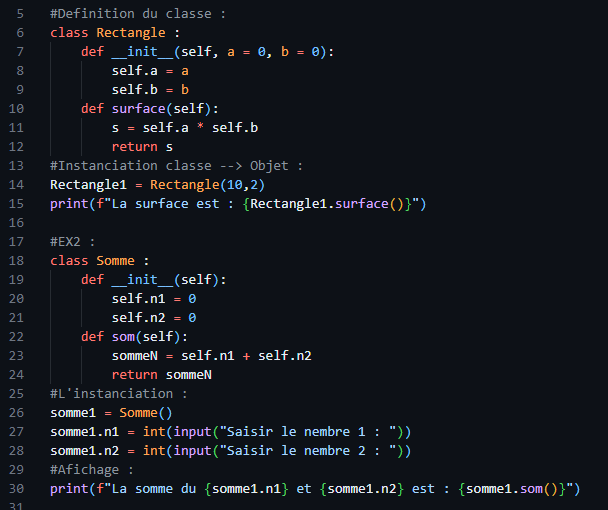 5 #Definition du classe :
6 class Rectangle :
7     def __init__(self, a = 0, b = 0):
8         self.a = a
9         self.b = b
10     def surface(self):
11         s = self.a * self.b
12         return s
13 #Instanciation classe --> Objet :
14 Rectangle1 = Rectangle(10,2)
15 print(f"La surface est : {Rectangle1.surface()}")
16
17 #EX2 :
18 class Somme :
19     def __init__(self):
20         self.n1 = 0
21         self.n2 = 0
22     def som(self):
23         sommeN = self.n1 + self.n2
24         return sommeN
25 #L'instanciation :
26 somme1 = Somme()
27 somme1.n1 = int(input("Saisir le nembre 1 : "))
28 somme1.n2 = int(input("Saisir le nembre 2 : "))
29 #Afichage :
30 print(f"La somme du {somme1.n1} et {somme1.n2} est : {somme1.som()}")
31